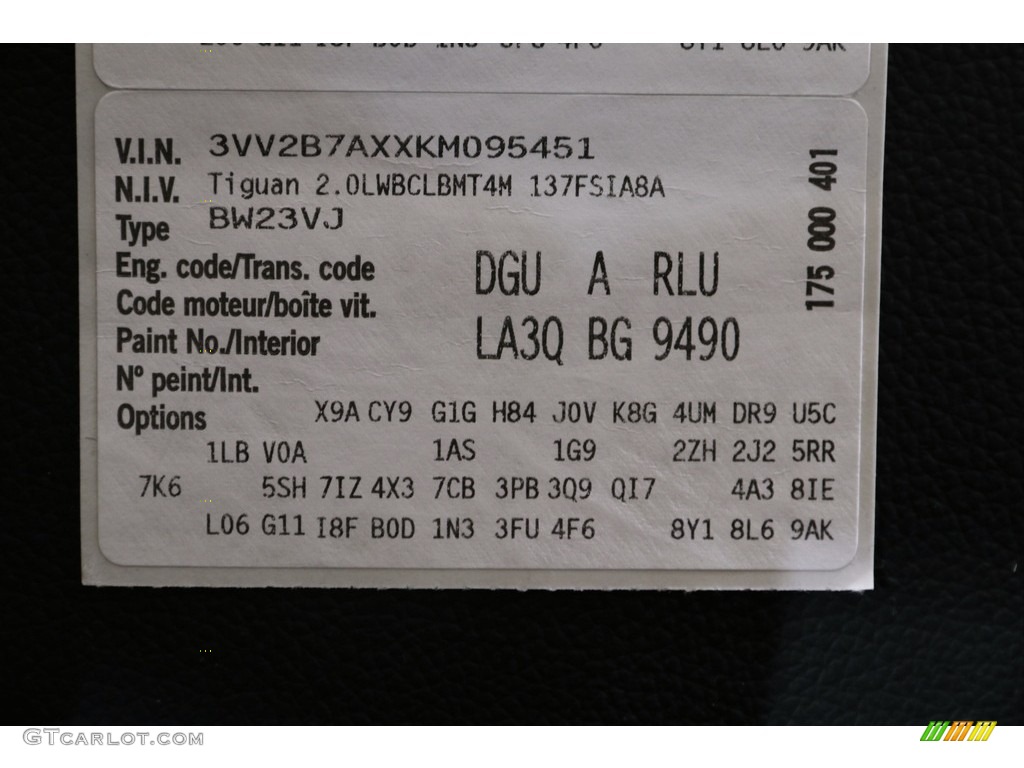 V.I.N. 3VV2B7AXXKM095451
N.I.V. Tiguan 2.0LWBCLBMT4M 137FSIA8A
Type BW23VJ
Eng. code/Trans. code DGU A RLU
Code moteur/boîte vit.
Paint No./Interior LA3Q BG 9490
Nº peint/Int.
Options X9A CY9 G1G H84 J0V K8G 4UM DR9 U5C
1LB V0A 1AS 1G9 2ZH 2J2 5RR
7K6 5SH 7IZ 4X3 7CB 3PB 3Q9 QI7 4A3 8IE
L06 G11 I8F B0D 1N3 3FU 4F6 8Y1 8L6 9AK
175 000 401
GTCARLOT.COM